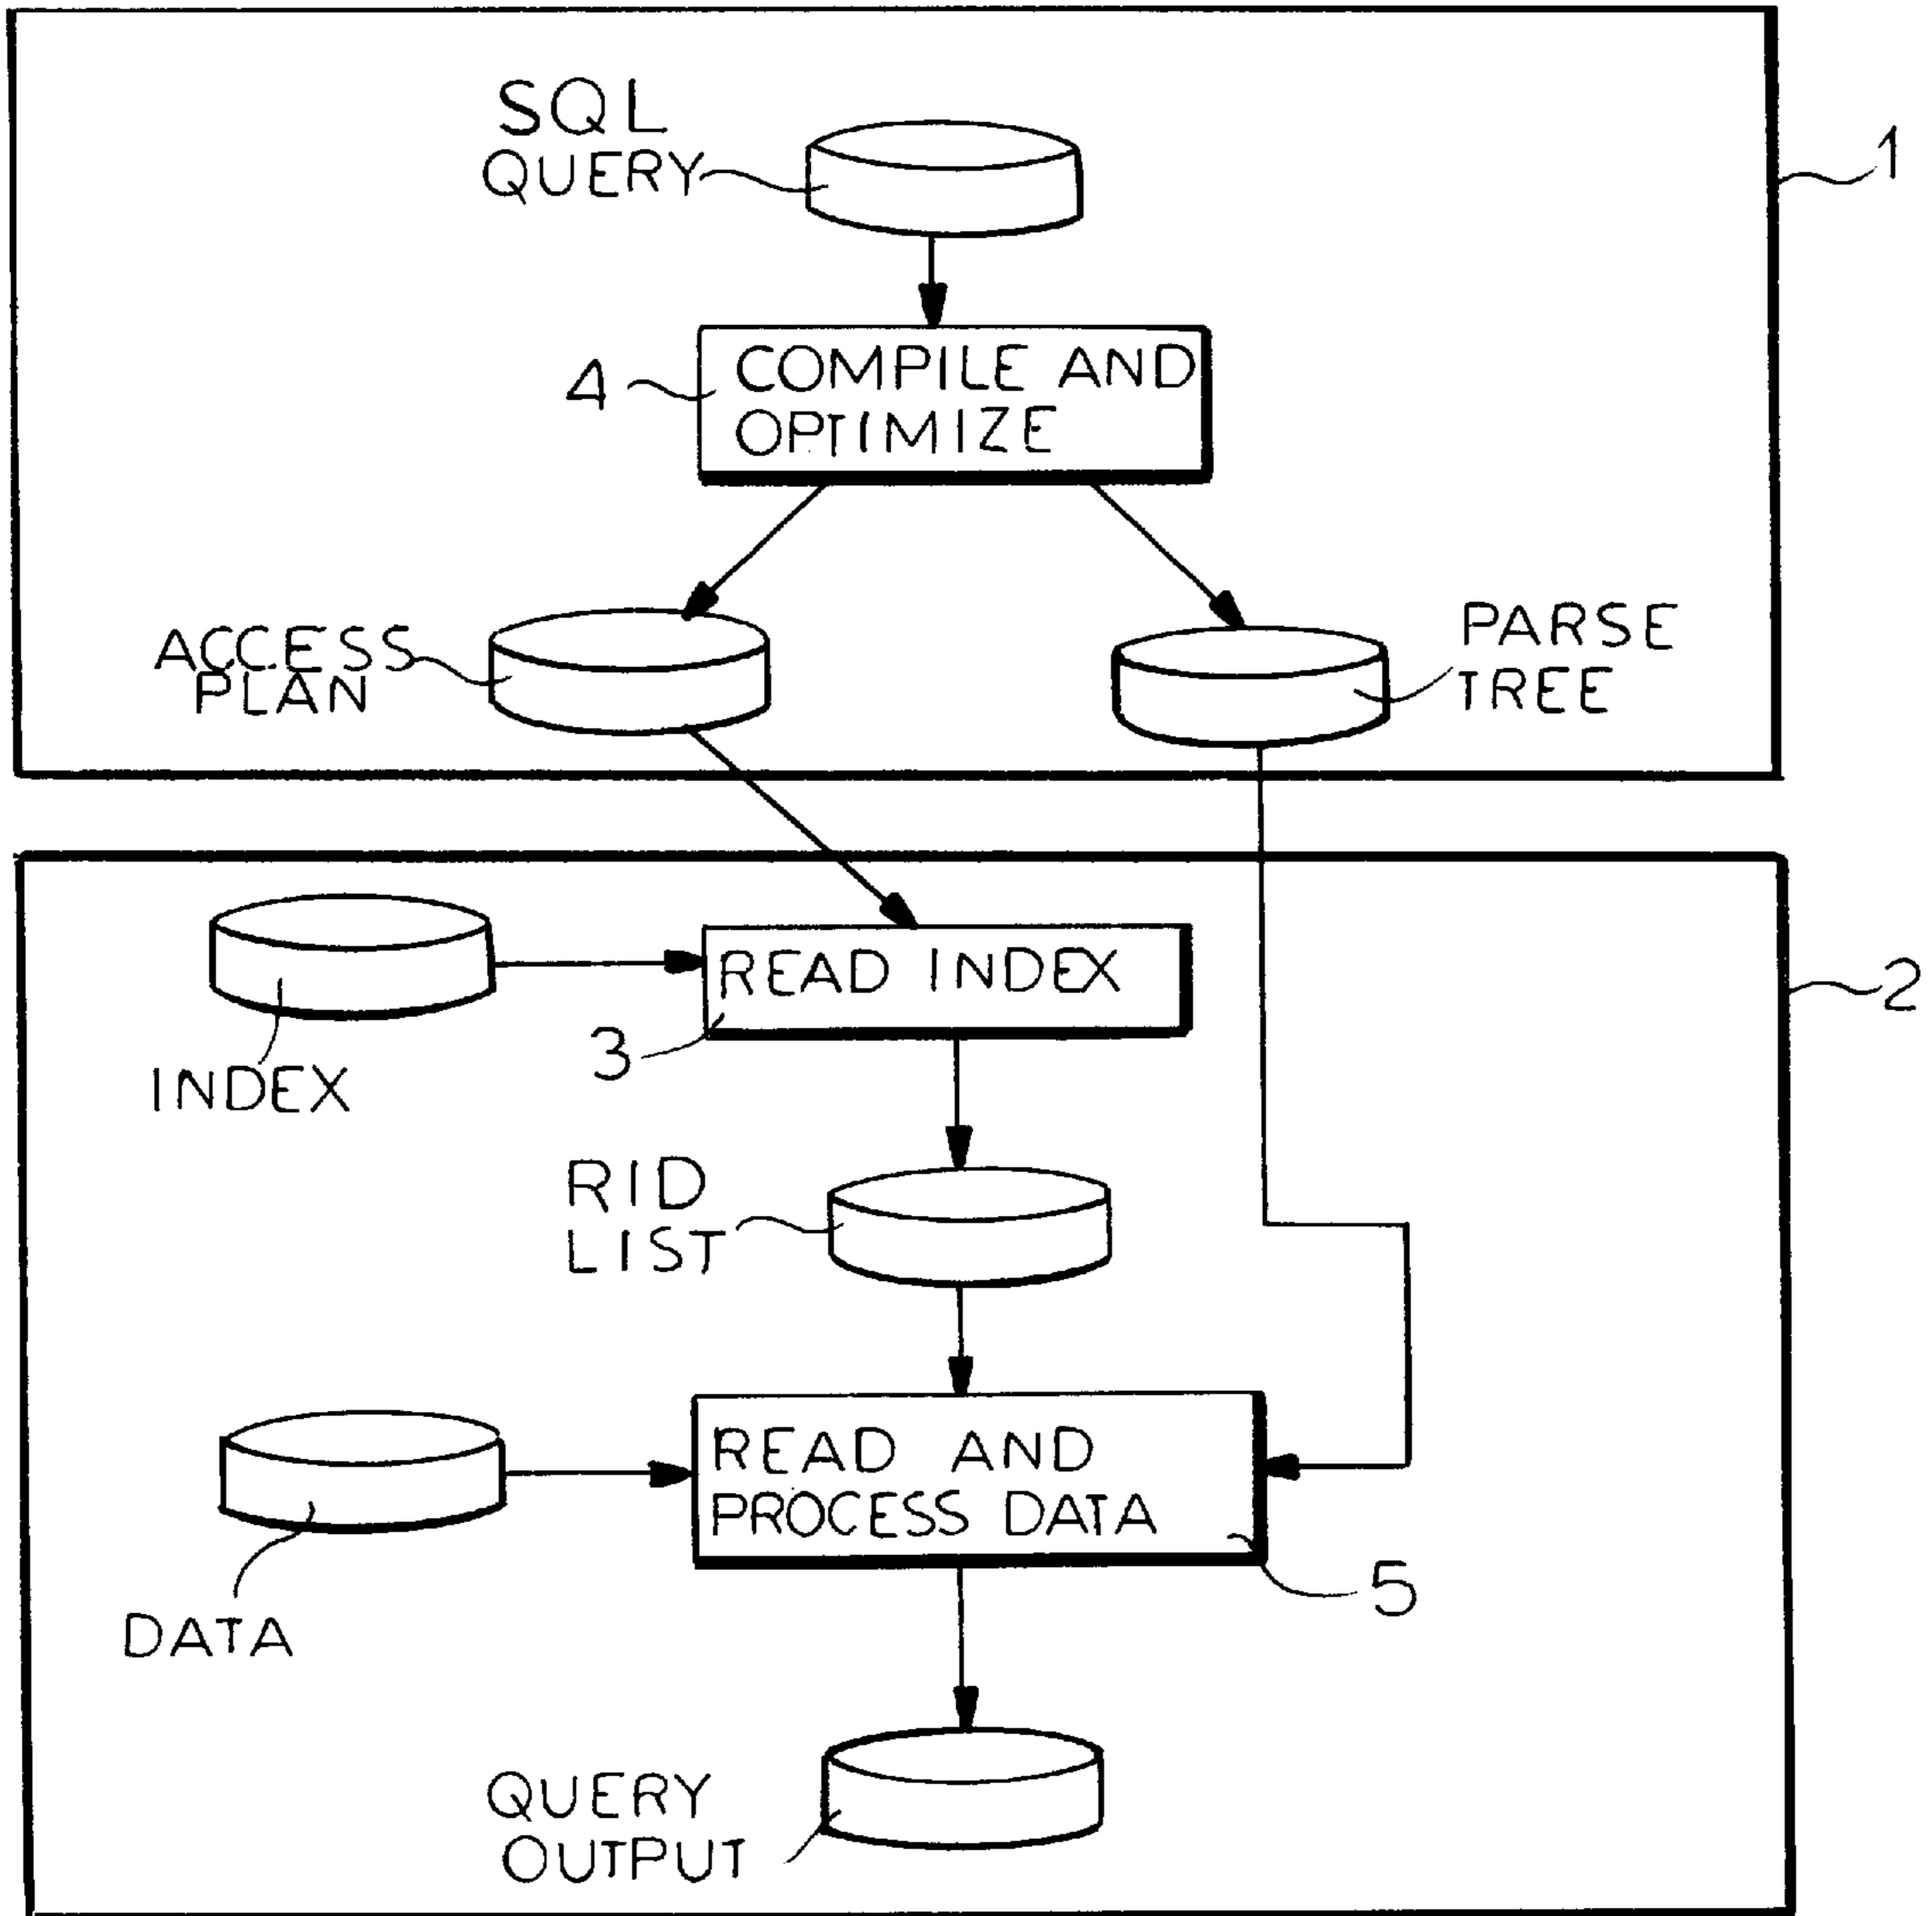 SQL
QUERY
1
4
COMPILE AND
OPTIMIZE
ACCESS
PLAN
PARSE
TREE
READ INDEX
2
3
INDEX
RID
LIST
READ AND
PROCESS DATA
5
DATA
QUERY
OUTPUT